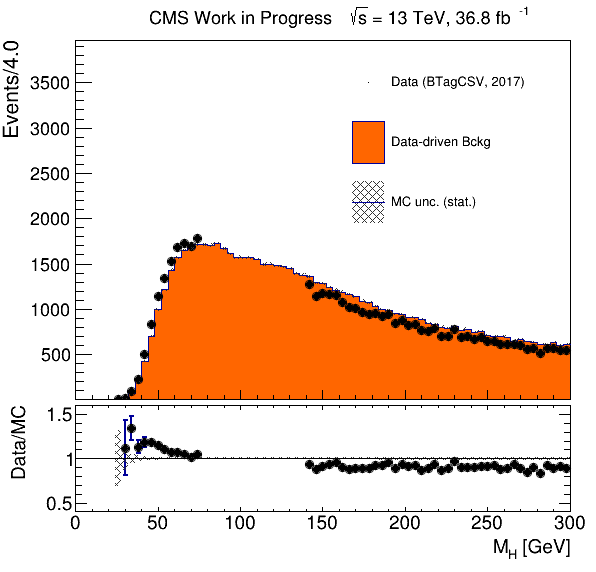 CMS Work in Progress √s = 13 TeV, 36.8 fb⁻¹
Events/4.0
3500
3000
2500
2000
1500
1000
500
Data (BTagCSV, 2017)
Data-driven Bckg
MC unc. (stat.)
Data/MC
1.5
1
0.5
0 50 100 150 200 250 300
M_H [GeV]